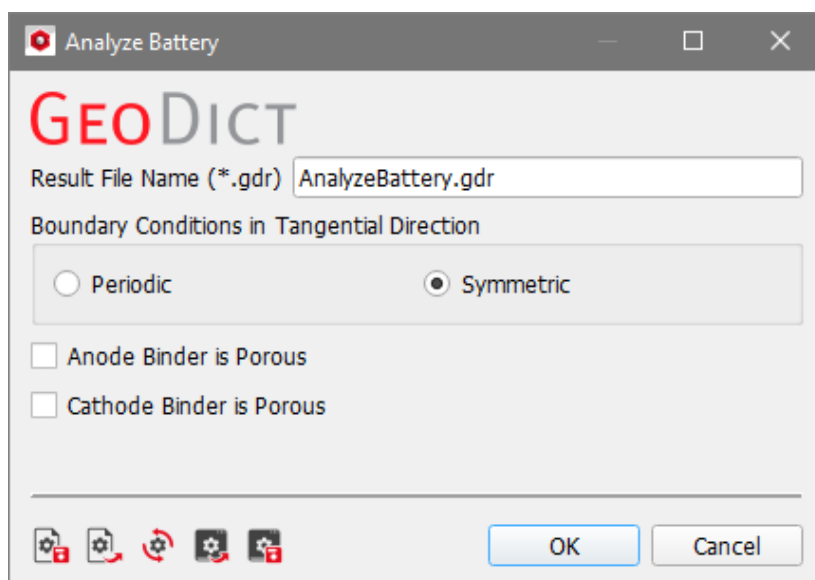 Analyze Battery
GEODICT
Result File Name (*.gdr) AnalyzeBattery.gdr
Boundary Conditions in Tangential Direction
Periodic Symmetric
Anode Binder is Porous
Cathode Binder is Porous
OK Cancel